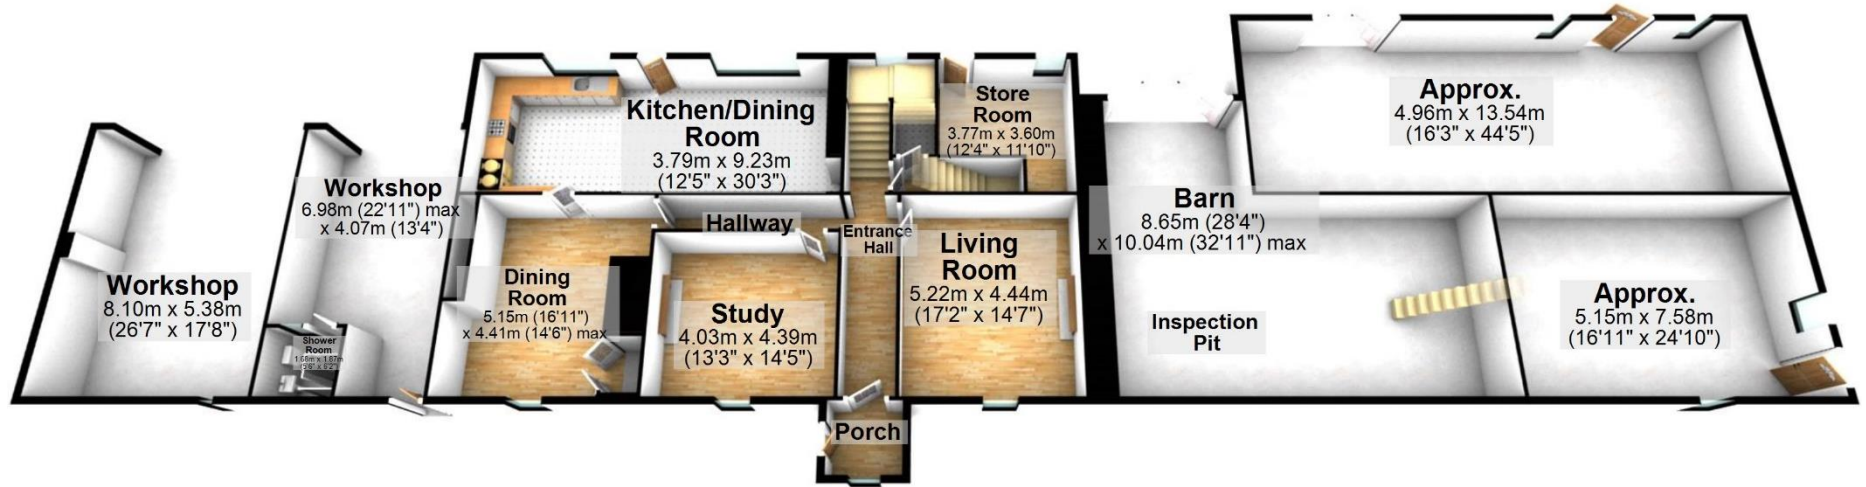 Workshop
8.10m x 5.38m
(26'7" x 17'8")
Workshop
6.98m (22'11") max
x 4.07m (13'4")
Shower
Room
Kitchen/Dining
Room
3.79m x 9.23m
(12'5" x 30'3")
Dining
Room
5.15m (16'11")
x 4.41m (14'6") max
Hallway
Study
4.03m x 4.39m
(13'3" x 14'5")
Entrance
Hall
Porch
Store
Room
3.77m x 3.60m
(12'4" x 11'10")
Living
Room
5.22m x 4.44m
(17'2" x 14'7")
Barn
8.65m (28'4")
x 10.04m (32'11") max
Inspection
Pit
Approx.
4.96m x 13.54m
(16'3" x 44'5")
Approx.
5.15m x 7.58m
(16'11" x 24'10")